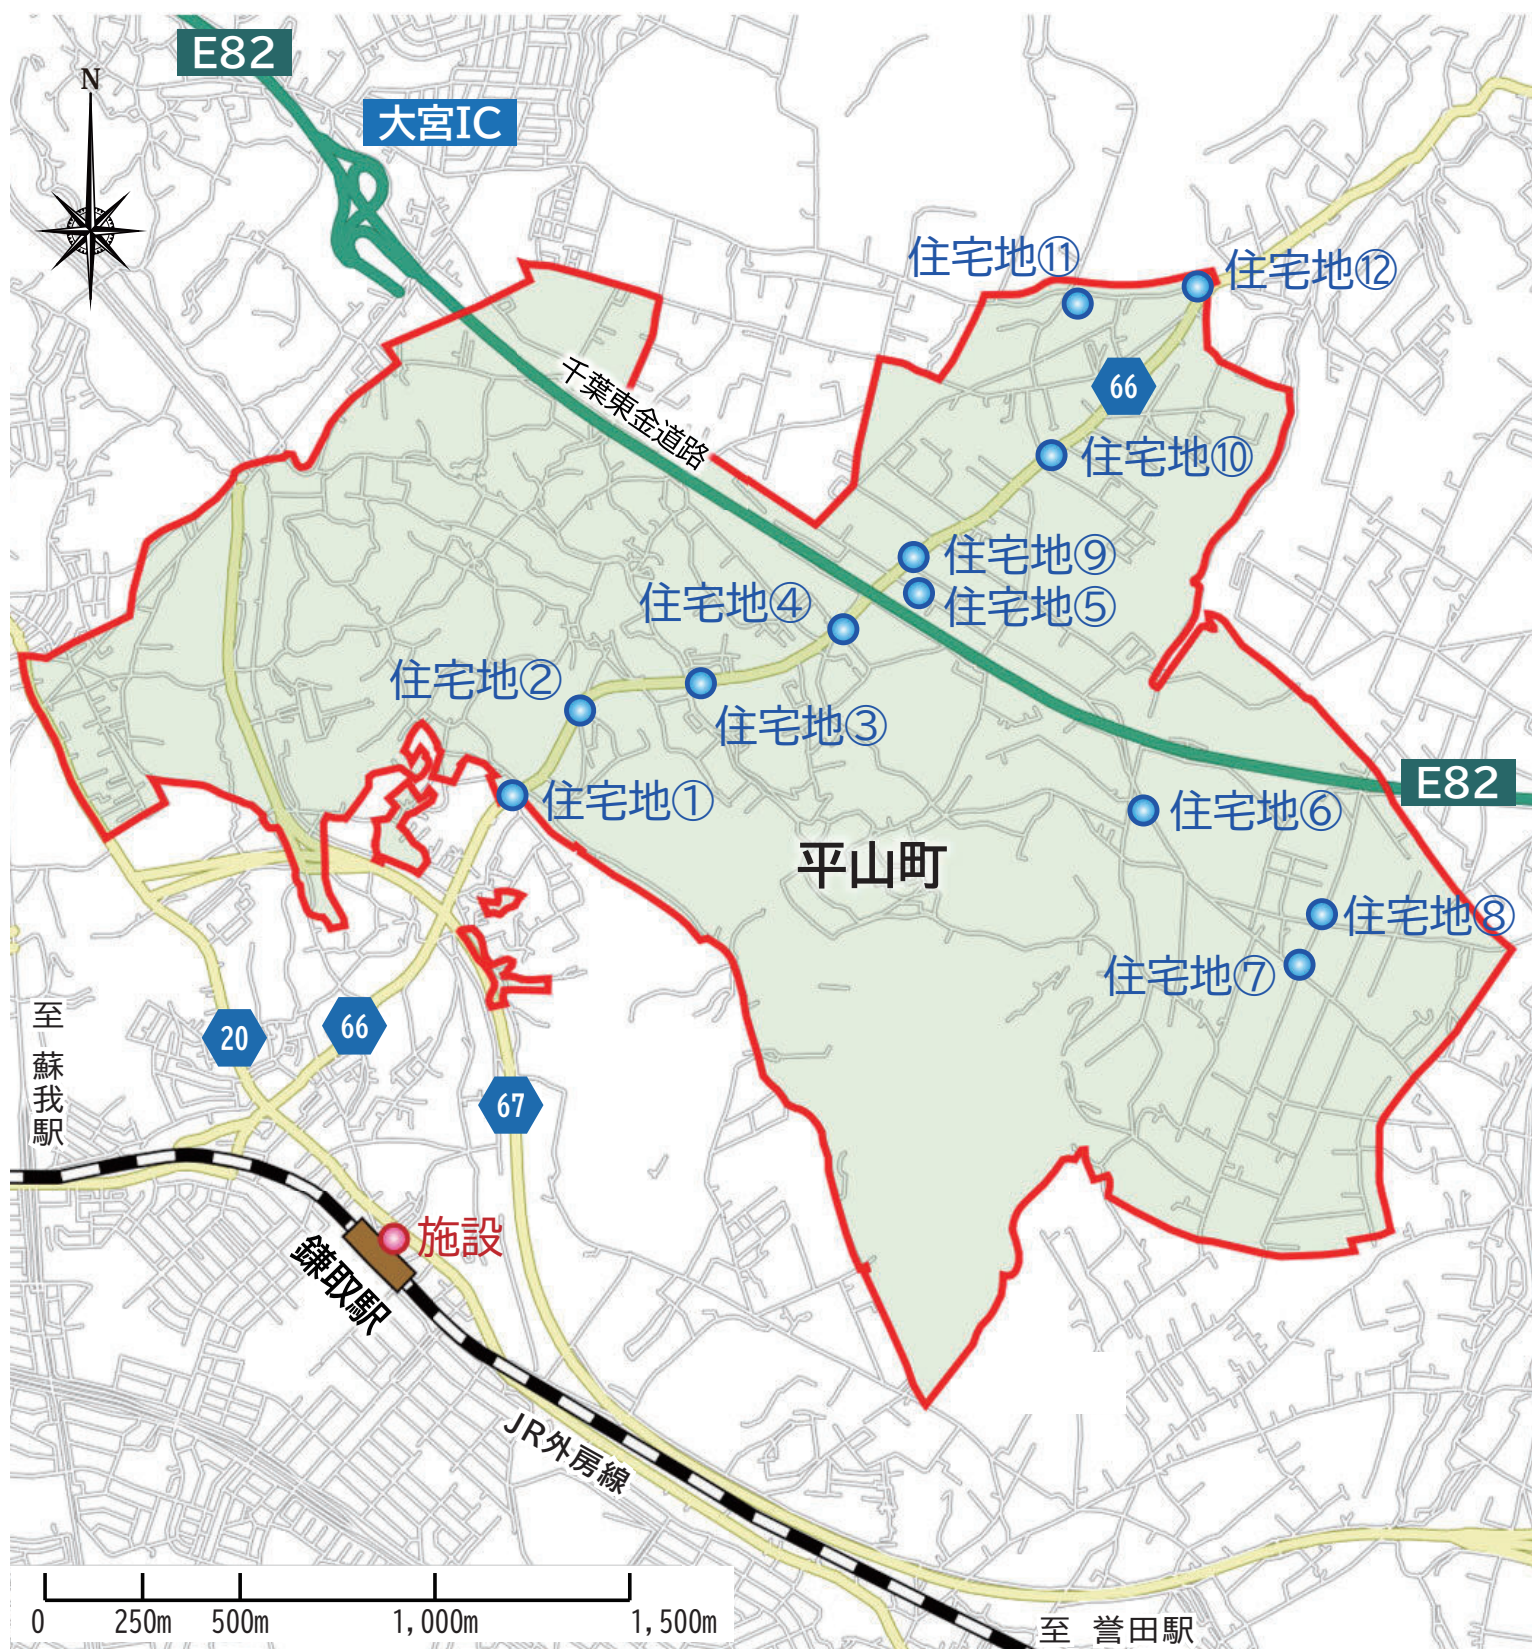 E82
N
大宮IC
住宅地⑪
住宅地⑫
千葉東金道路
66
住宅地⑩
住宅地⑨
住宅地④
住宅地⑤
住宅地②
住宅地③
住宅地①
E82
住宅地⑥
平山町
住宅地⑧
住宅地⑦
至 蘇我駅
20
66
67
施設
鎌取駅
JR外房線
0 250m 500m 1,000m 1,500m
至 誉田駅